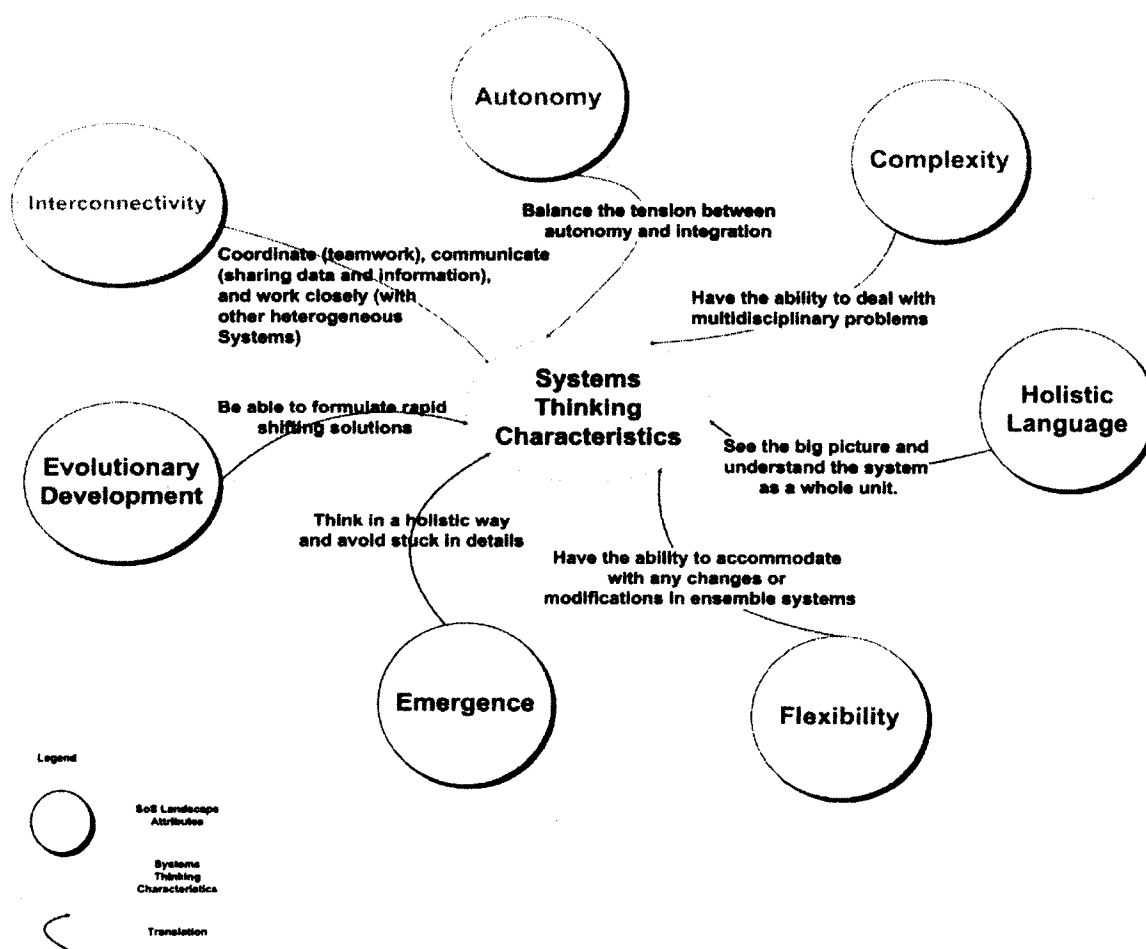 Autonomy
Complexity
Interconnectivity
Balance the tension between
autonomy and integration
Coordinate (teamwork), communicate
(sharing data and information),
and work closely (with
other heterogeneous
Systems)
Have the ability to deal with
multidisciplinary problems
Systems
Thinking
Characteristics
Holistic
Language
Be able to formulate rapid
shifting solutions
See the big picture and
understand the system
as a whole unit.
Evolutionary
Development
Think in a holistic way
and avoid stuck in details
Have the ability to accommodate
with any changes or
modifications in ensemble systems
Emergence
Flexibility
Legend
SoS Landscape
Attributes
Systems
Thinking
Characteristics
Translation